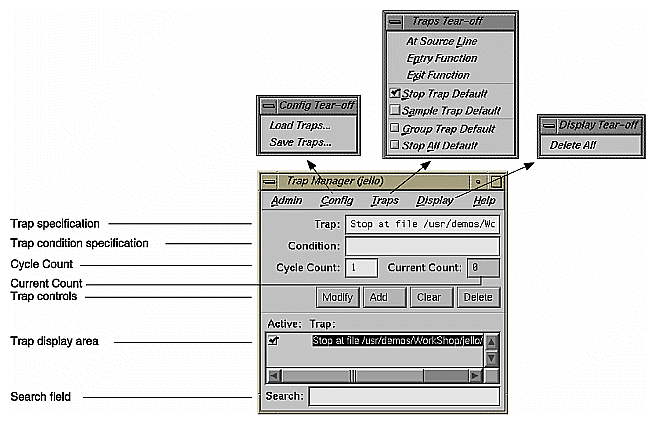 Traps Tear-off
At Source Line
Entry Function
Exit Function
Stop Trap Default
Sample Trap Default
Group Trap Default
Stop All Default
Config Tear-off
Load Traps...
Save Traps...
Display Tear-off
Delete All
Trap Manager (jello)
Admin Config Traps Display Help
Trap specification
Trap: Stop at file /usr/demos/Wc
Trap condition specification
Condition:
Cycle Count
Cycle Count: 1 Current Count: 0
Current Count
Trap controls
Modify Add Clear Delete
Active: Trap:
Trap display area
Stop at file /usr/demos/WorkShop/jello/
Search field
Search: